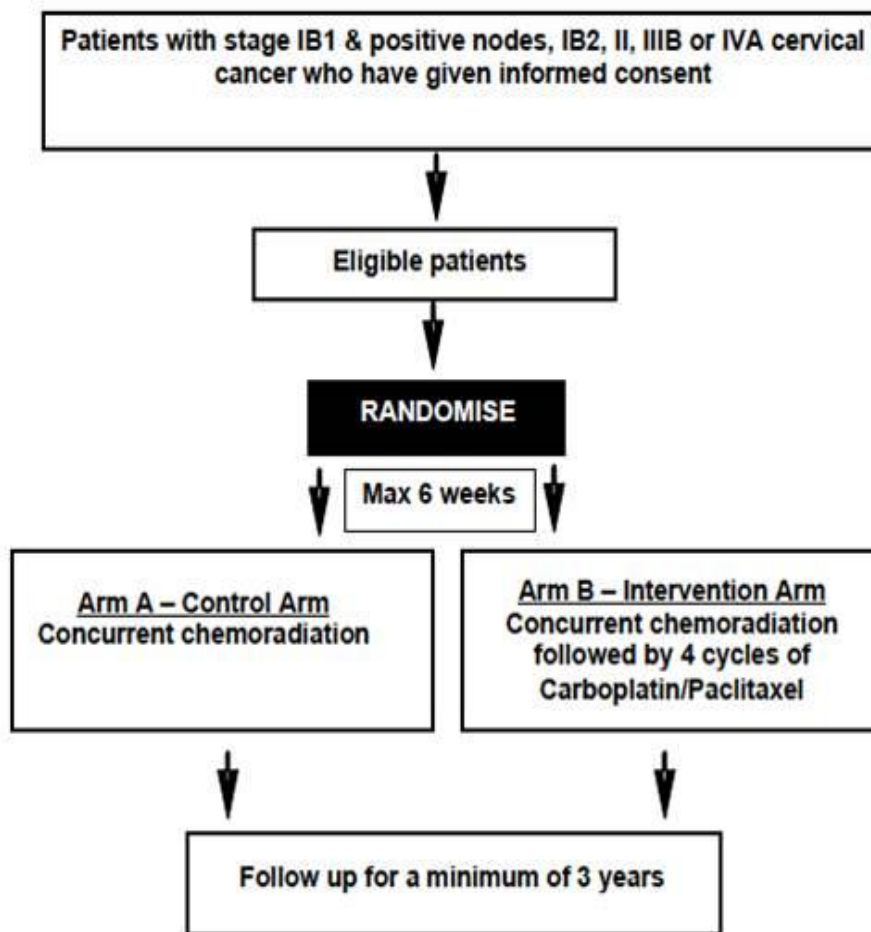 Patients with stage IB1 & positive nodes, IB2, II, IIIB or IVA cervical
cancer who have given informed consent
Eligible patients
RANDOMISE
Max 6 weeks
Arm A – Control Arm
Concurrent chemoradiation
Arm B – Intervention Arm
Concurrent chemoradiation
followed by 4 cycles of
Carboplatin/Paclitaxel
Follow up for a minimum of 3 years